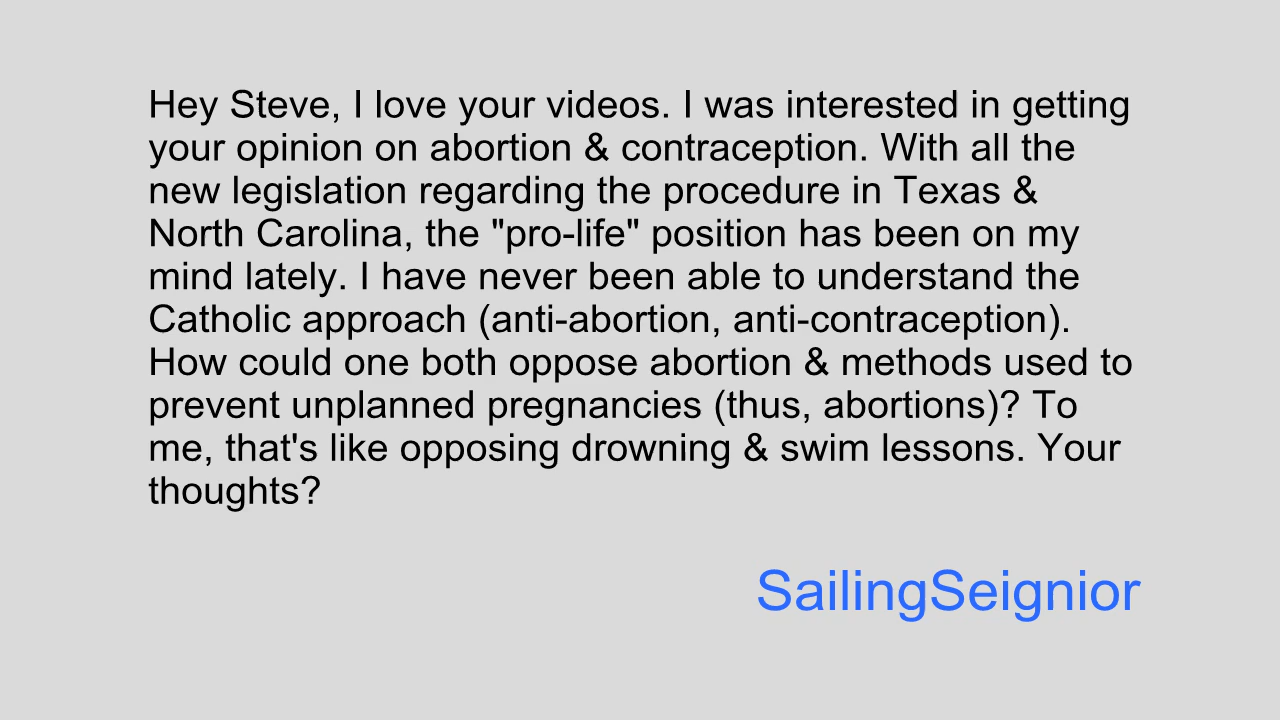 Hey Steve, I love your videos. I was interested in getting
your opinion on abortion & contraception. With all the
new legislation regarding the procedure in Texas &
North Carolina, the "pro-life" position has been on my
mind lately. I have never been able to understand the
Catholic approach (anti-abortion, anti-contraception).
How could one both oppose abortion & methods used to
prevent unplanned pregnancies (thus, abortions)? To
me, that's like opposing drowning & swim lessons. Your
thoughts?
SailingSeignior